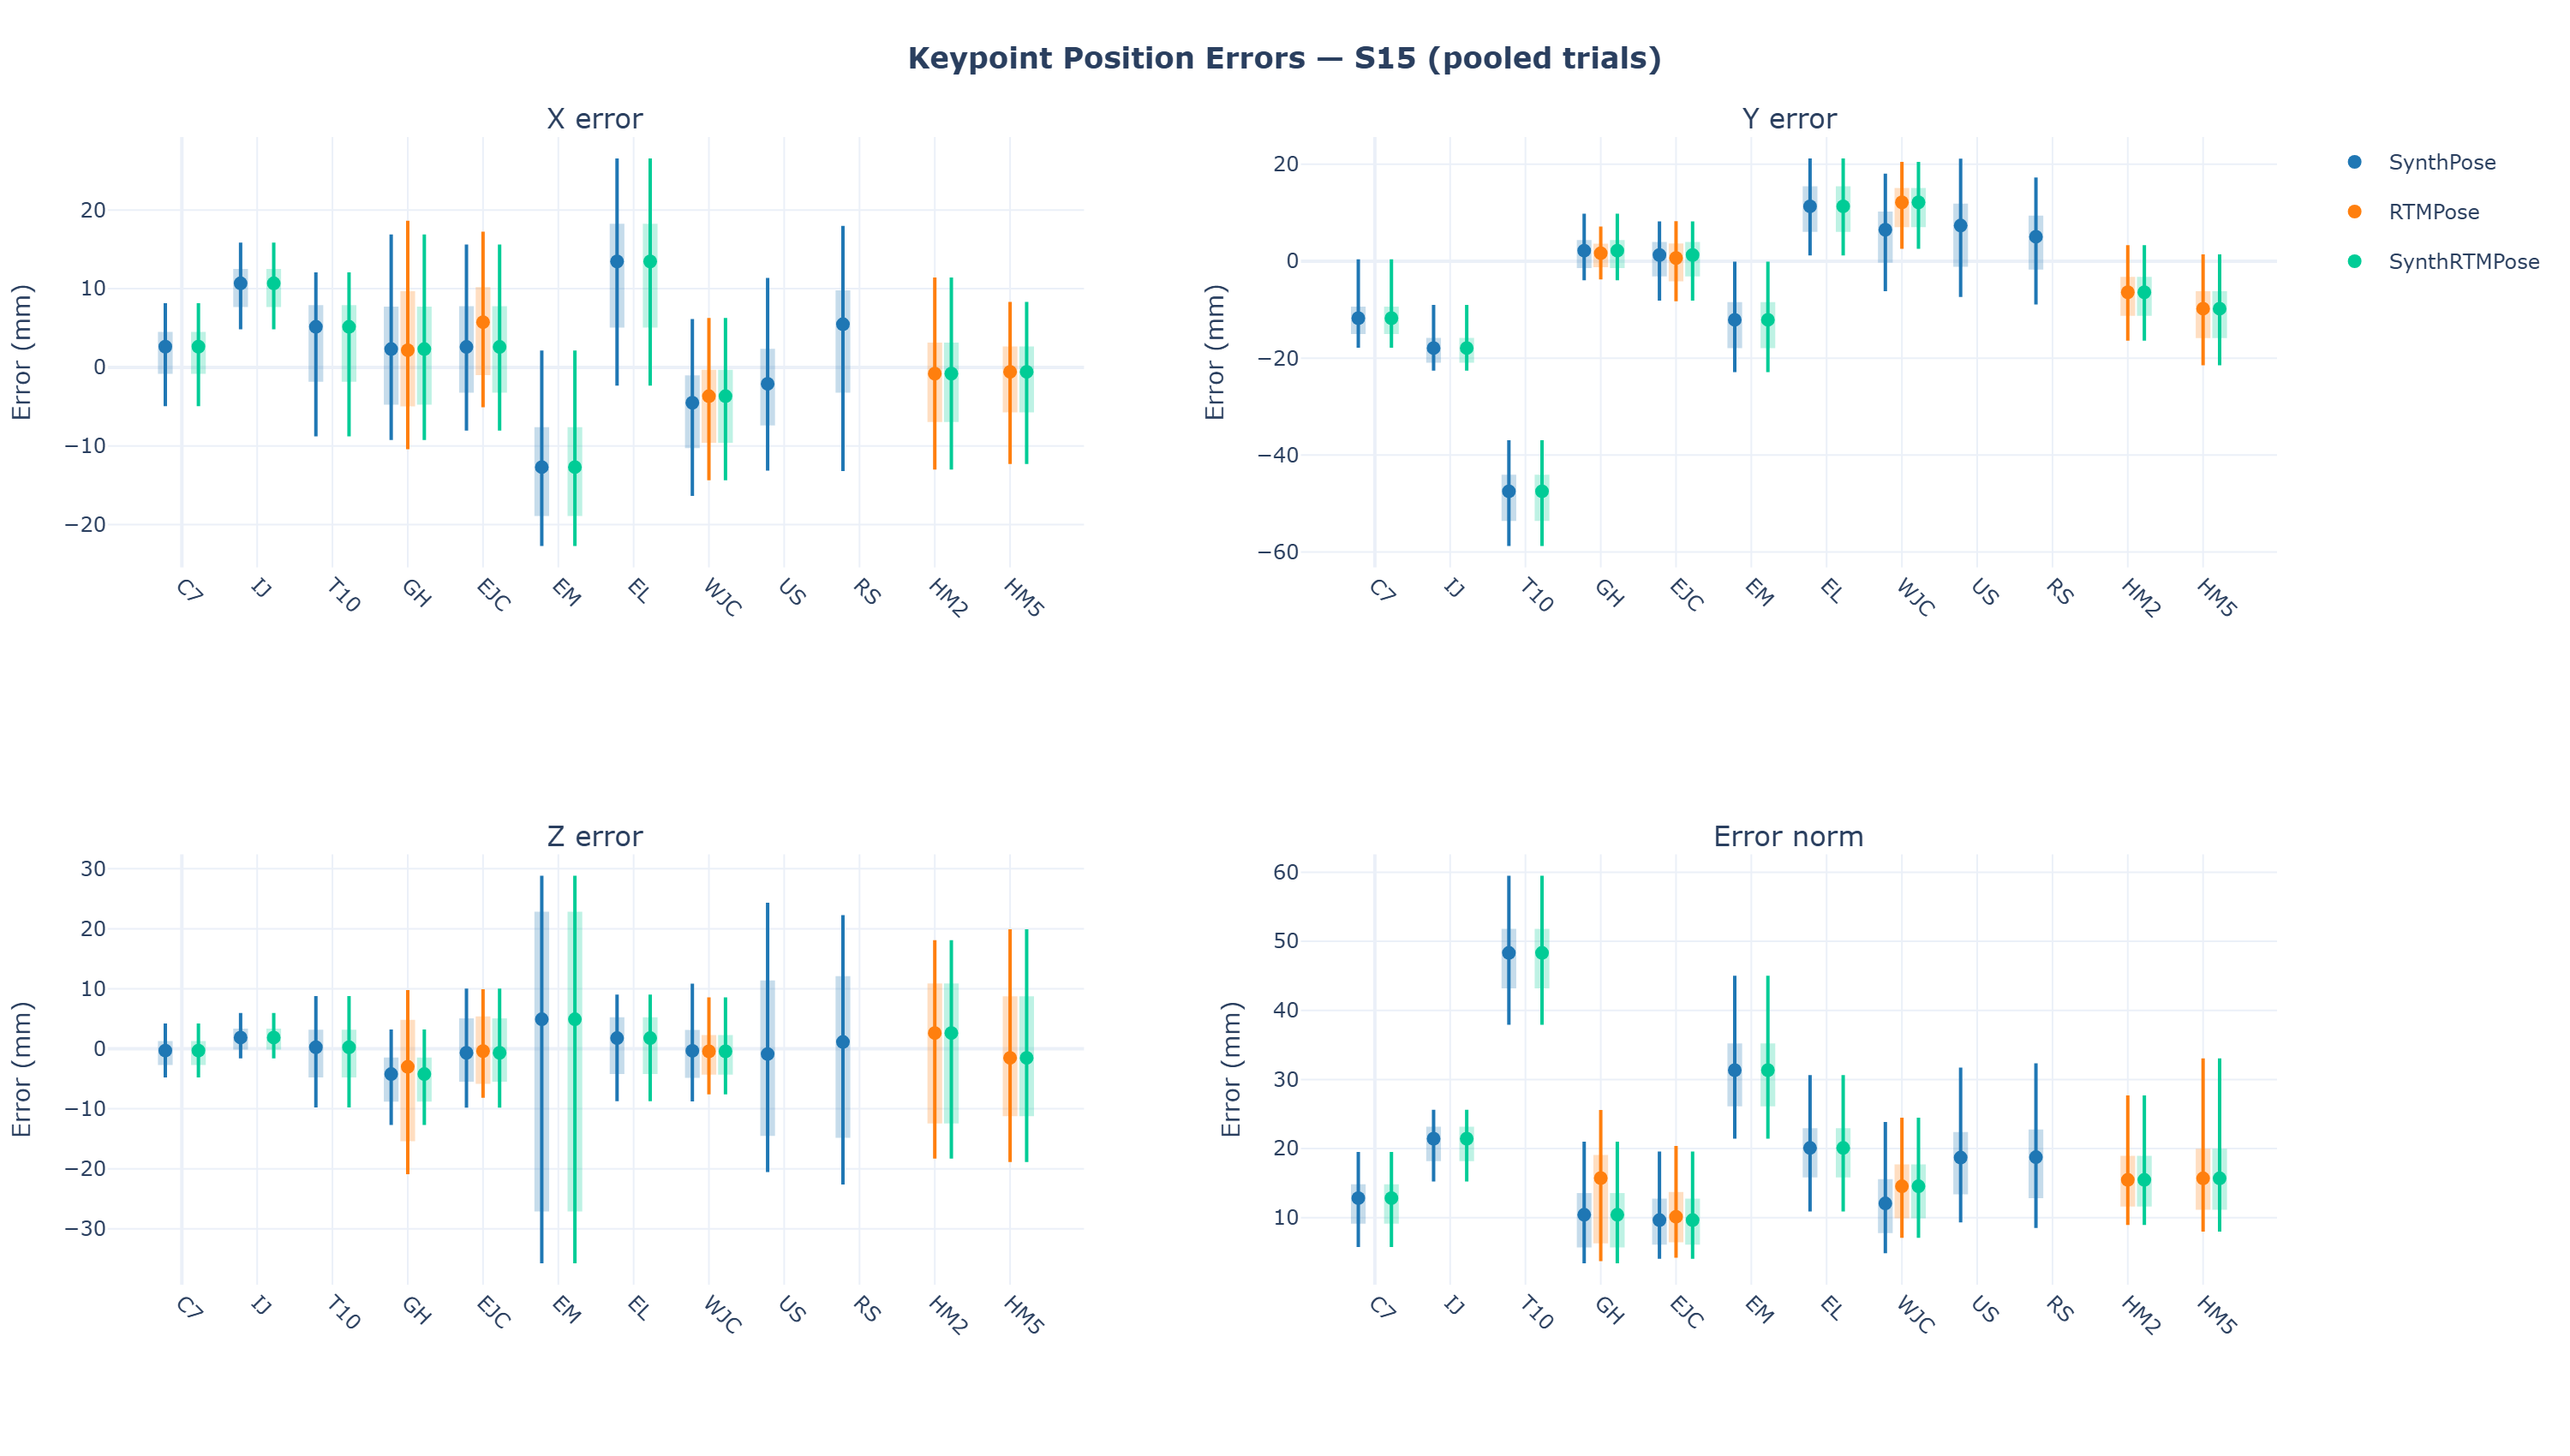 Keypoint Position Errors — S15 (pooled trials)
X error
Error (mm)
20
10
0
−10
−20
C7 IJ T10 GH EJC EM EL WJC US RS HM2 HM5
Y error
Error (mm)
20
0
−20
−40
−60
C7 IJ T10 GH EJC EM EL WJC US RS HM2 HM5
SynthPose
RTMPose
SynthRTMPose
Z error
Error (mm)
30
20
10
0
−10
−20
−30
C7 IJ T10 GH EJC EM EL WJC US RS HM2 HM5
Error norm
Error (mm)
60
50
40
30
20
10
C7 IJ T10 GH EJC EM EL WJC US RS HM2 HM5